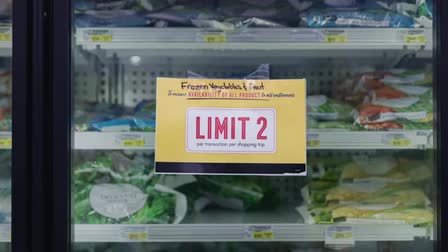 Frozen Vegetables & fruit
To ensure AVAILABILITY OF ALL PRODUCT to all customers
LIMIT 2
per transaction per shopping trip